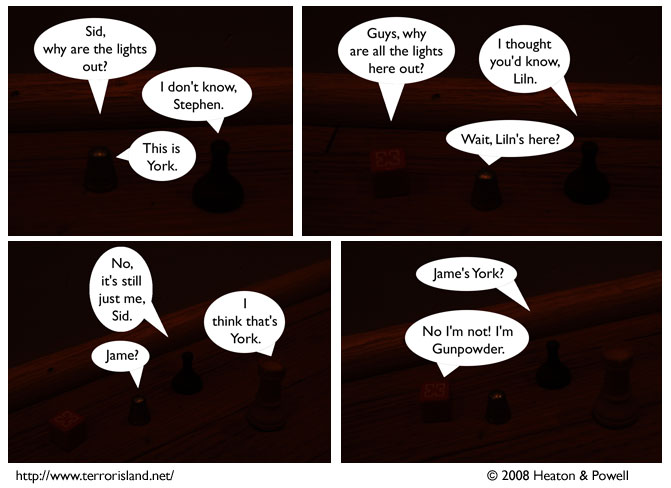 Sid,
why are the lights
out?
I don't know,
Stephen.
This is
York.
Guys, why
are all the lights
here out?
I thought
you'd know,
Liln.
Wait, Liln's here?
No,
it's still
just me,
Sid.
Jame?
I
think that's
York.
Jame's York?
No I'm not! I'm
Gunpowder.
http://www.terrorisland.net/
© 2008 Heaton & Powell